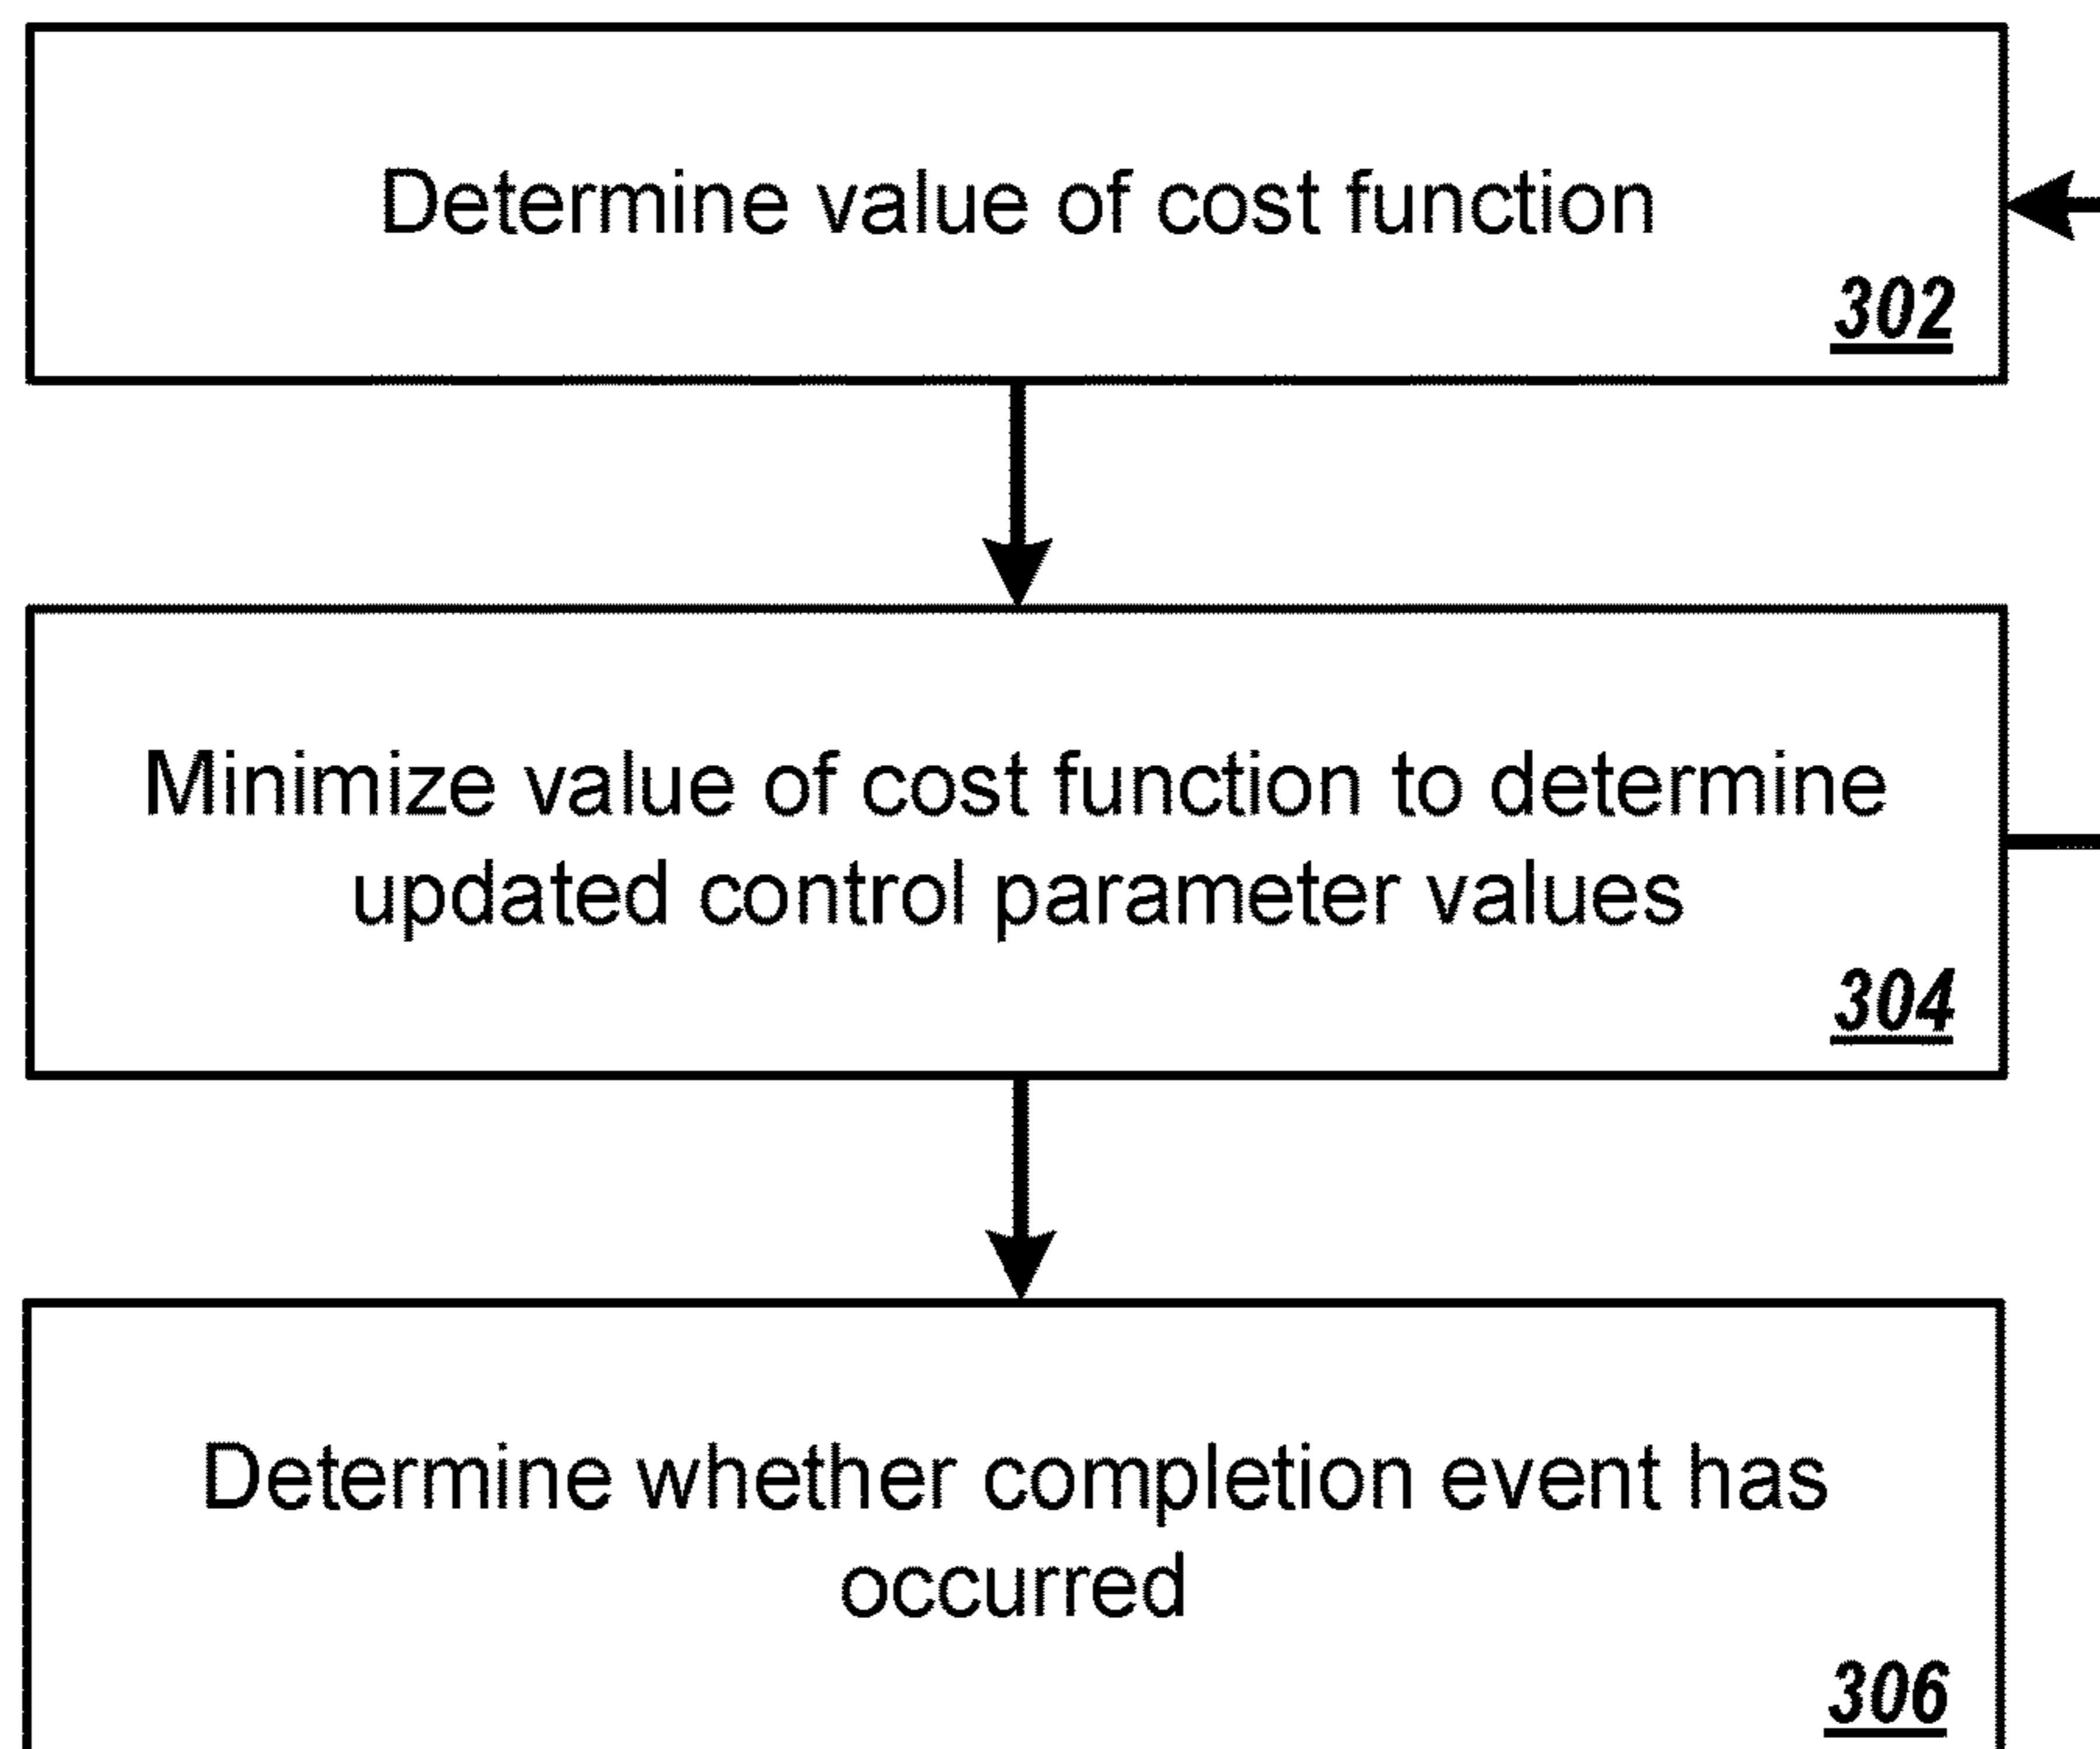 Determine value of cost function
302
Minimize value of cost function to determine
updated control parameter values
304
Determine whether completion event has
occurred
306